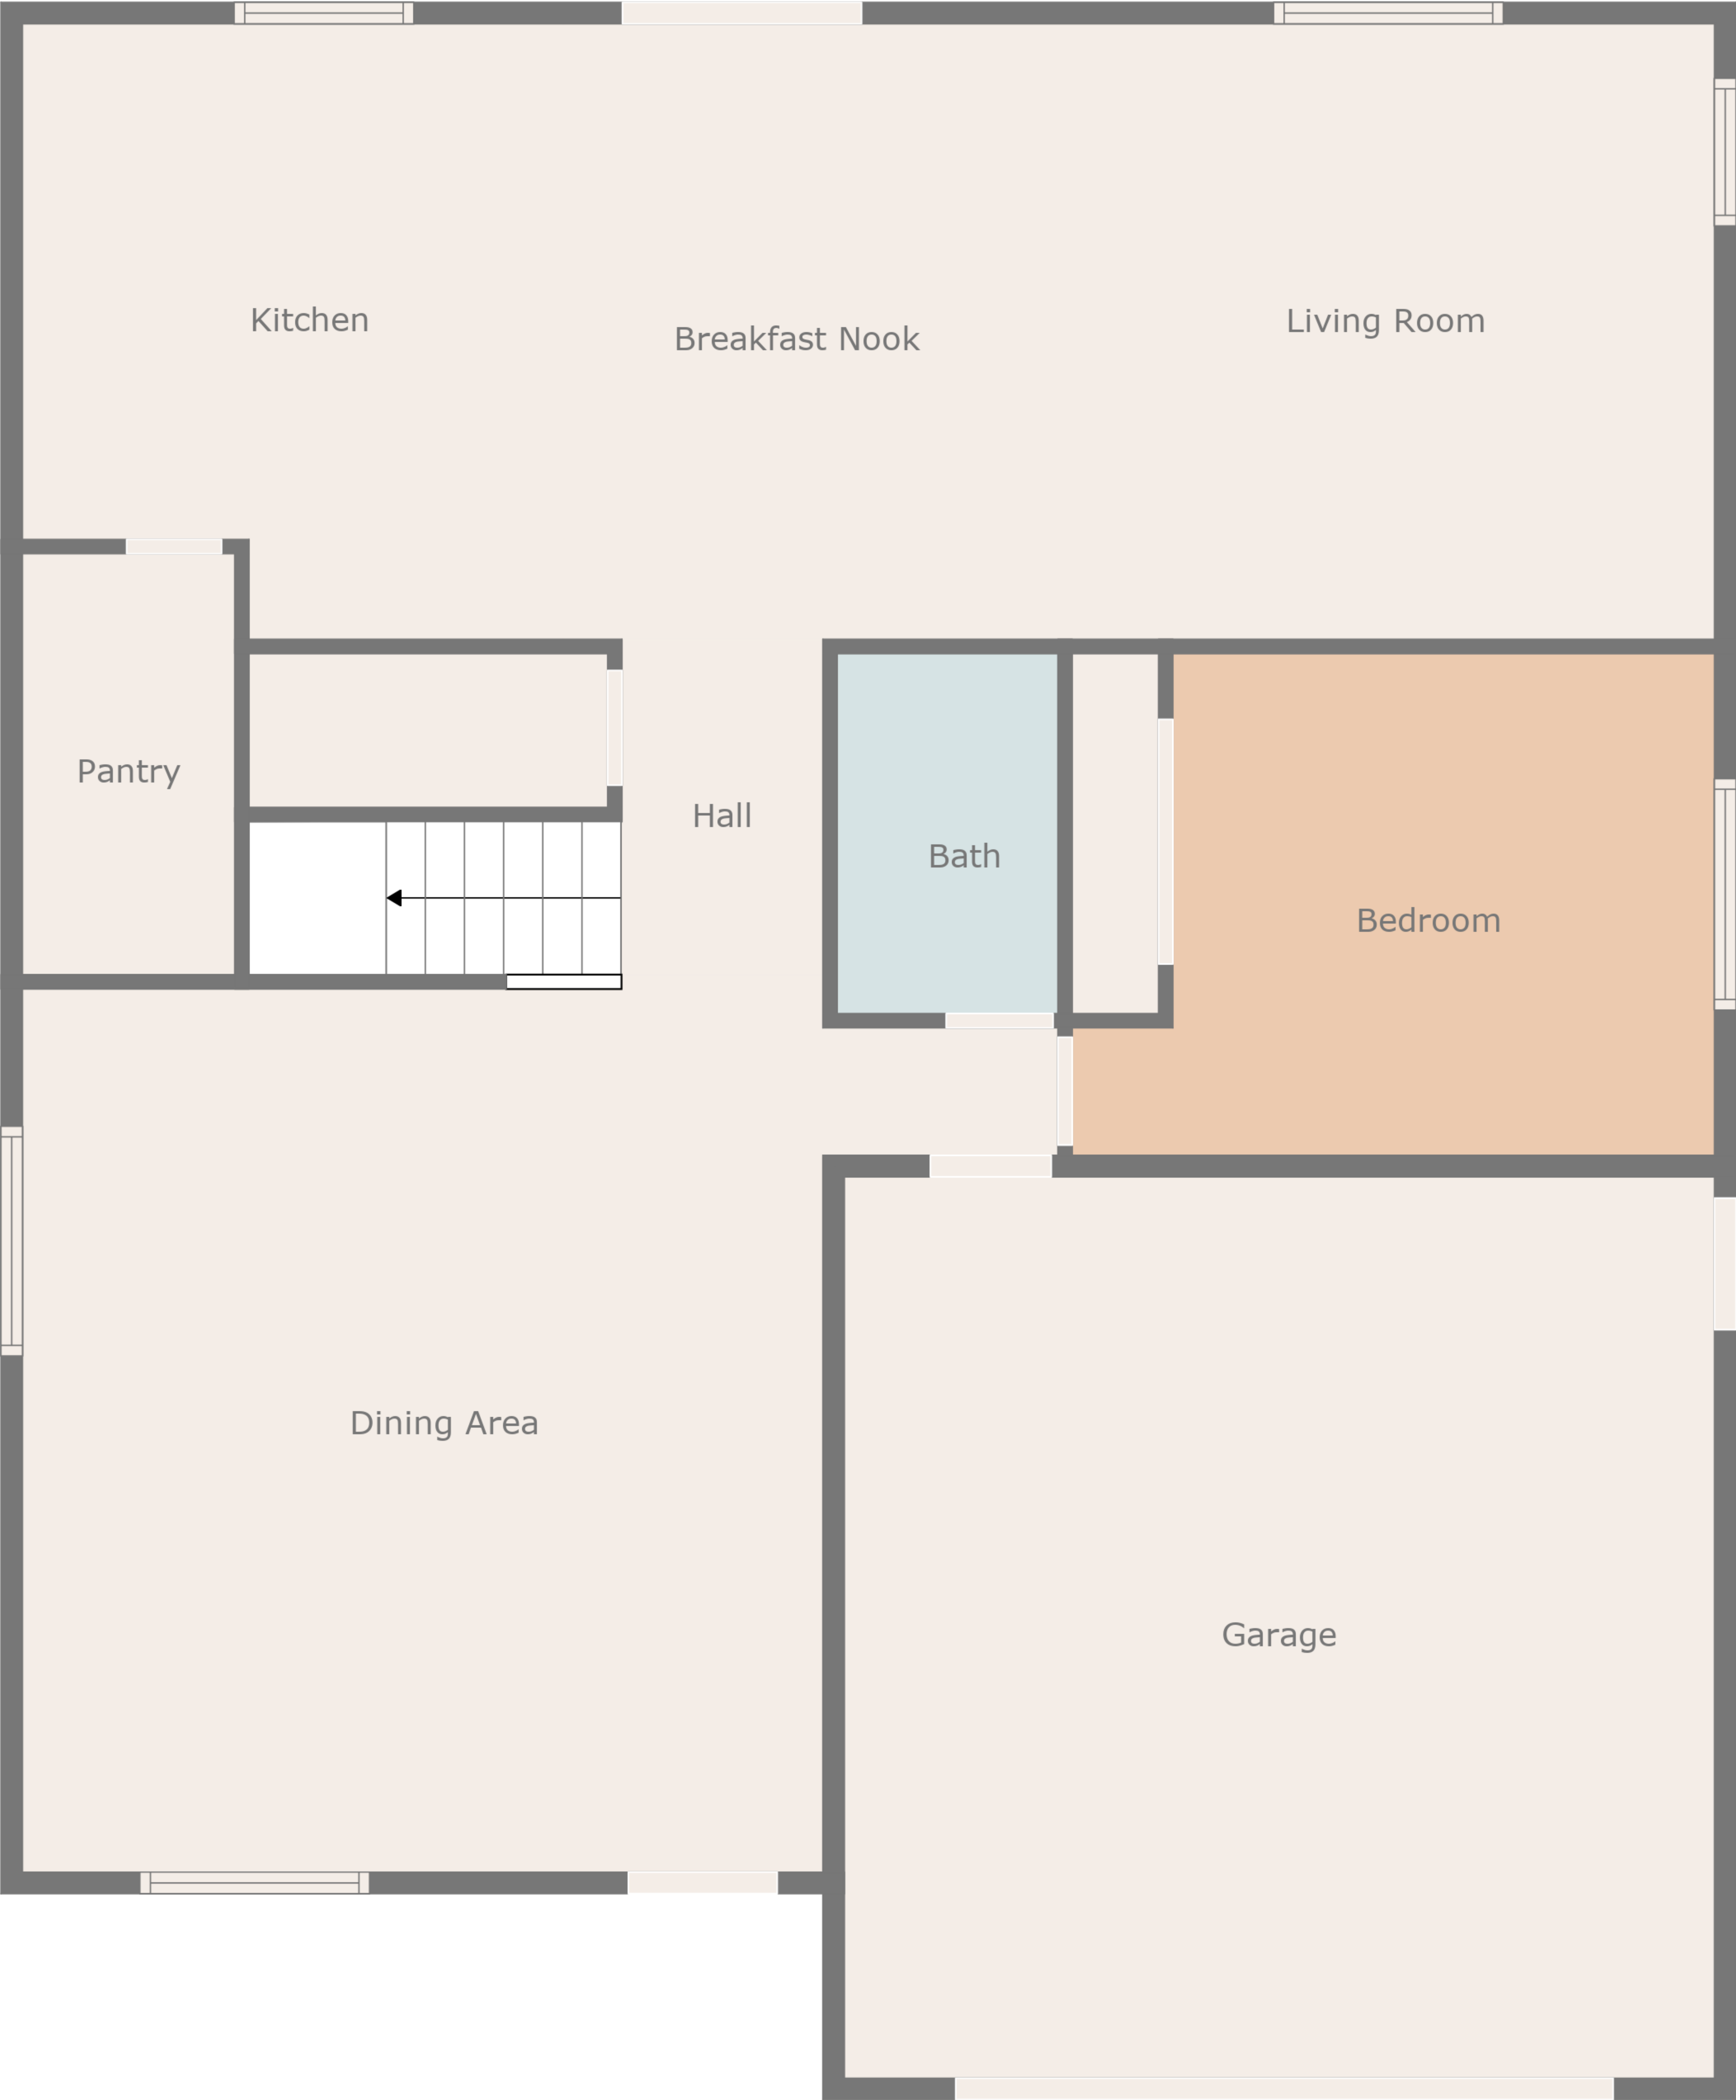 Kitchen
Breakfast Nook
Living Room
Pantry
Hall
Bath
Bedroom
Dining Area
Garage